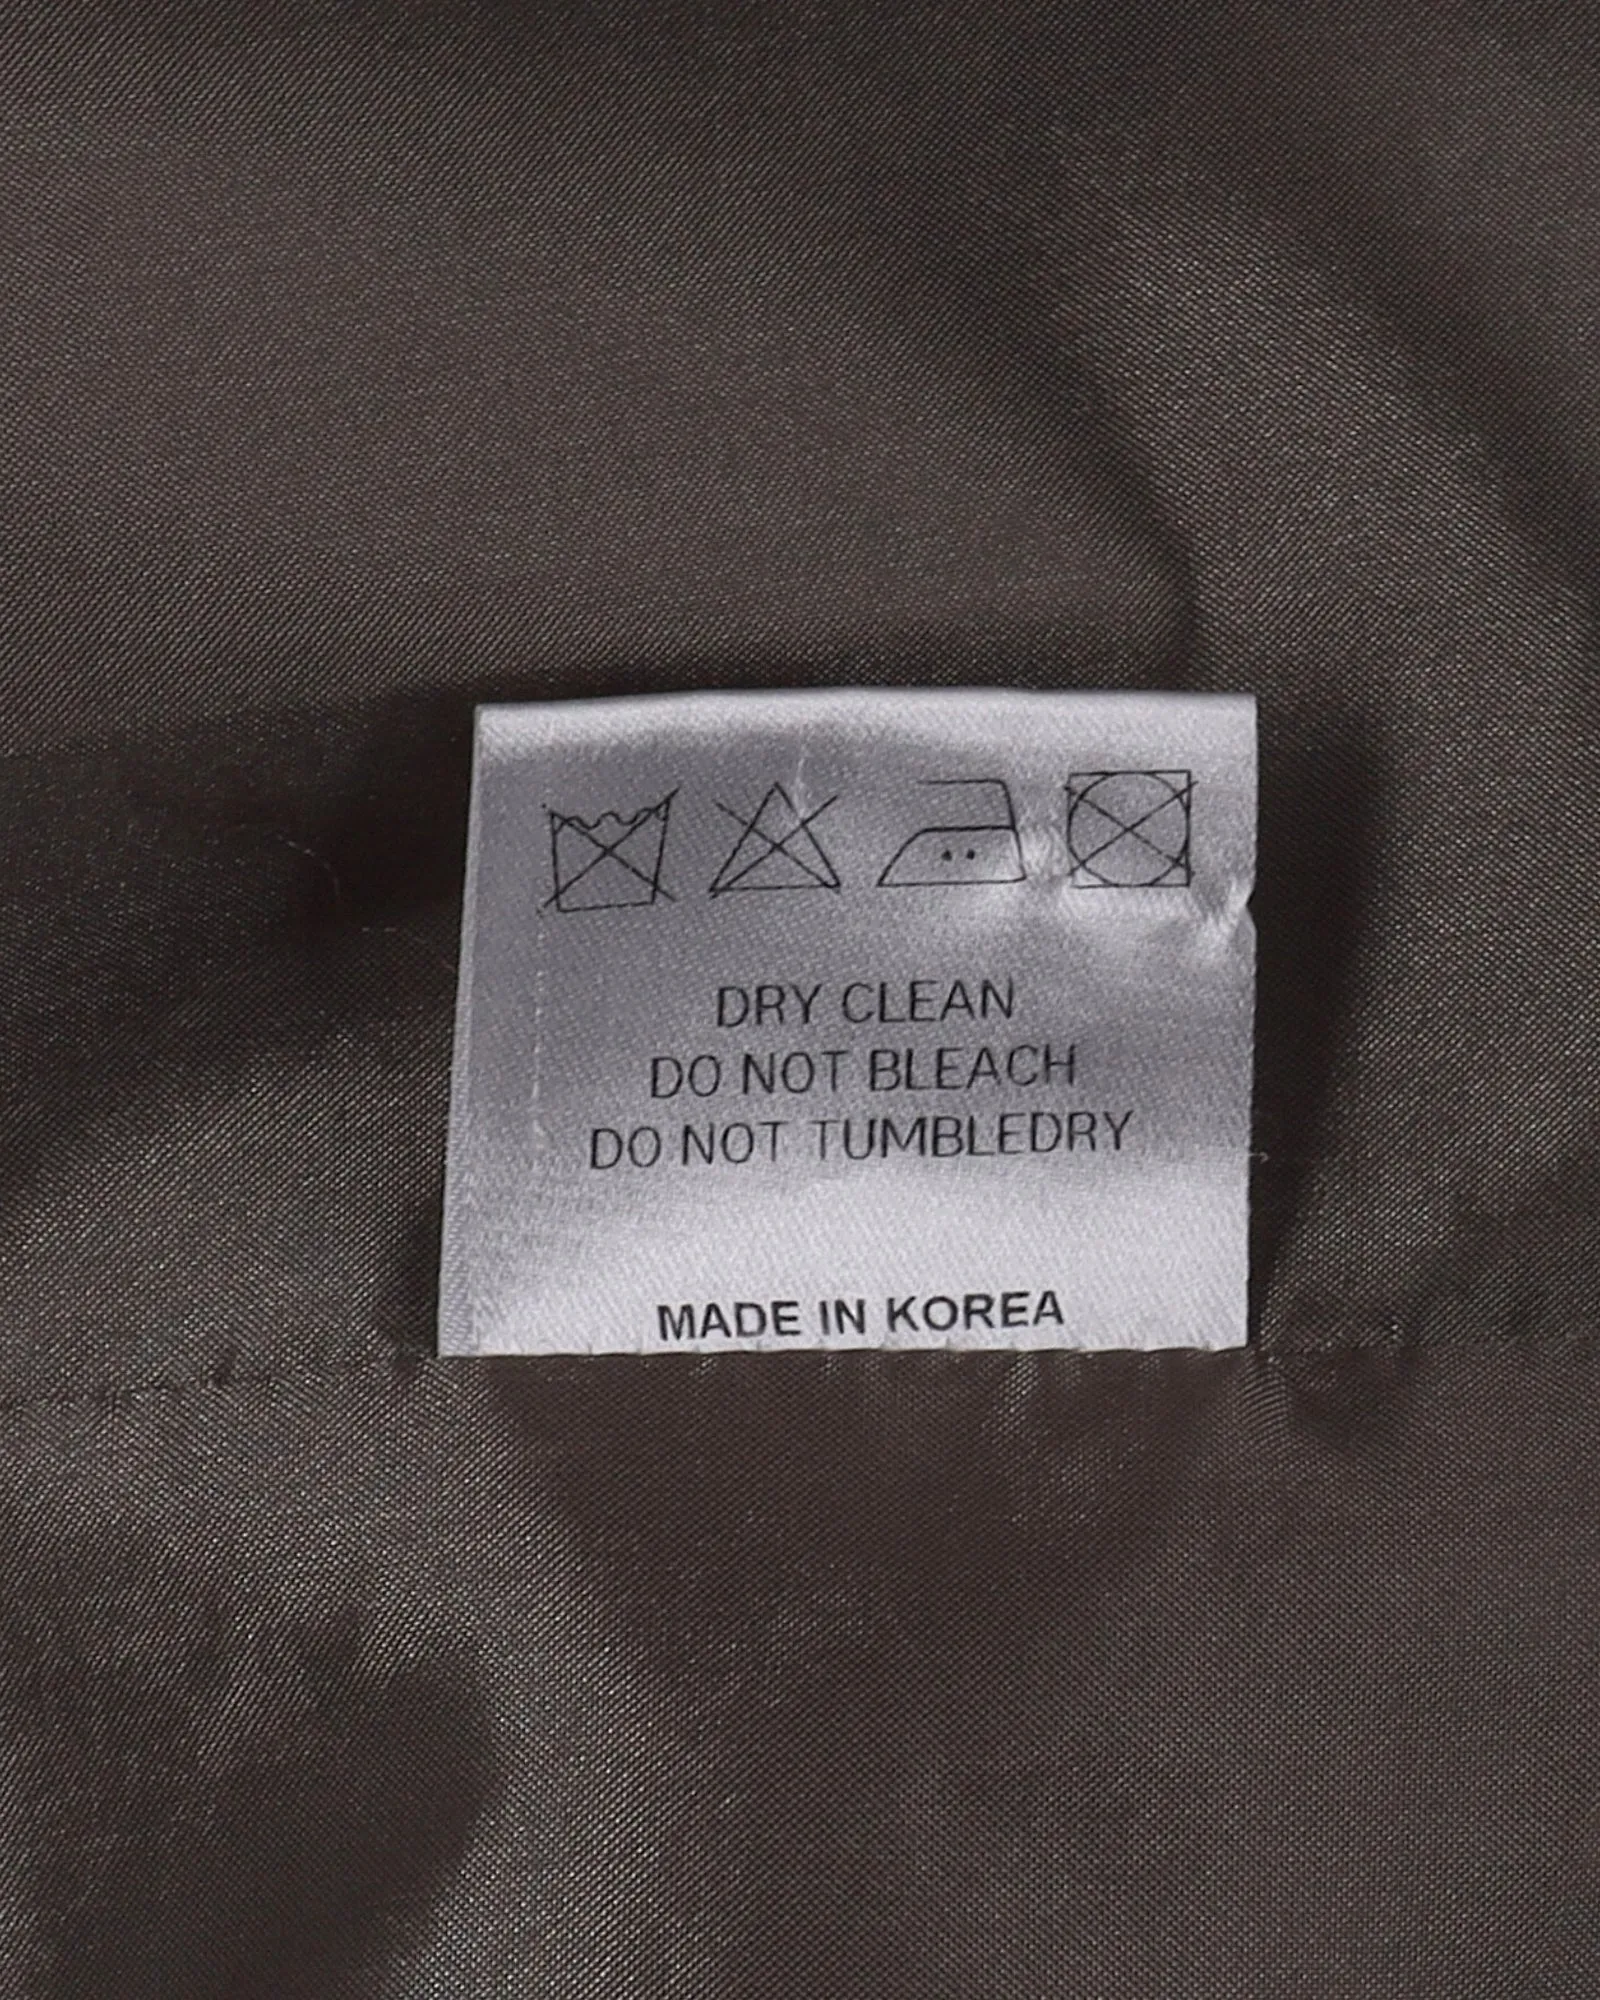 DRY CLEAN
DO NOT BLEACH
DO NOT TUMBLEDRY
MADE IN KOREA